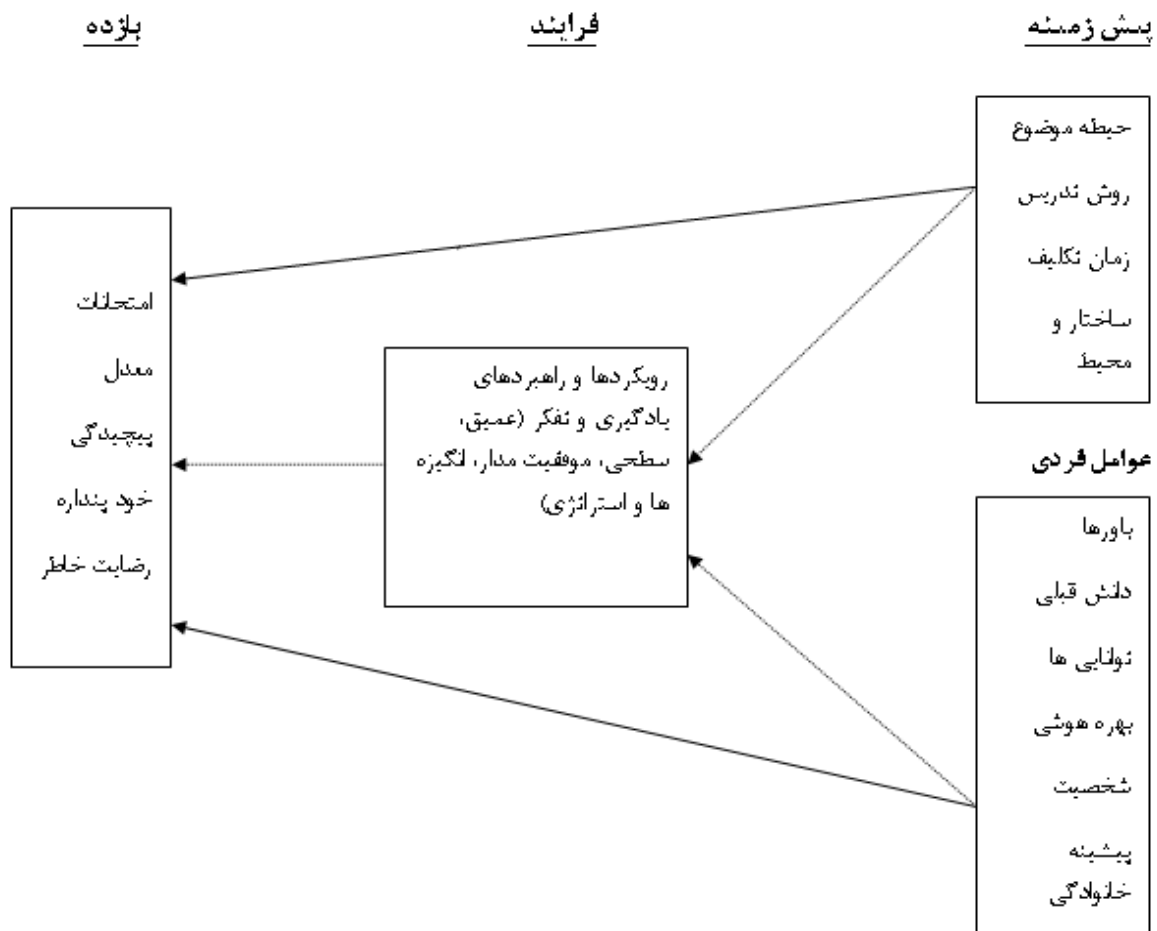 پیش زمینه
فرایند
بازده
حیطه موضوع
روش تدریس
زمان تکلیف
ساختار و
محیط
عوامل فردی
باورها
دانش قبلی
توانایی ها
بهره هوشی
شخصیت
پیشینه
خانوادگی
رویکردها و راهبردهای
یادگیری و تفکر (عمیق،
سطحی، موفقیت مدار، انگیزه
ها و استراتژی)
امتحانات
معدل
پیچیدگی
خود پنداره
رضایت خاطر